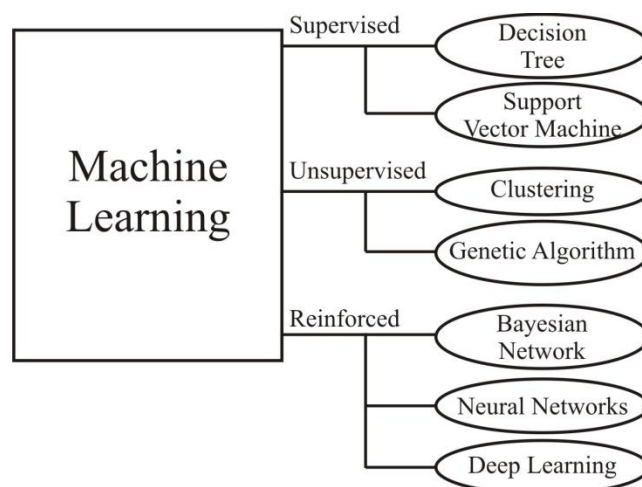 Machine
Learning
Supervised
Decision
Tree
Support
Vector Machine
Unsupervised
Clustering
Genetic Algorithm
Reinforced
Bayesian
Network
Neural Networks
Deep Learning